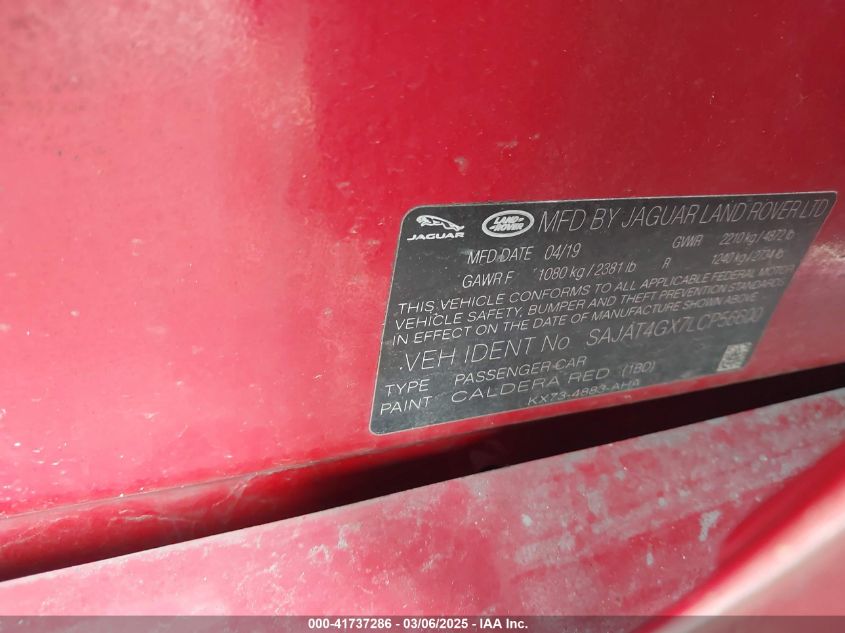 JAGUAR
LAND ROVER
MFD BY JAGUAR LAND ROVER LTD
MFD DATE 04/19 GVWR 2210 kg / 4872 lb
GAWR F 1080 kg / 2381 lb R 1240 kg / 2734 lb
THIS VEHICLE CONFORMS TO ALL APPLICABLE FEDERAL MOTOR
VEHICLE SAFETY, BUMPER AND THEFT PREVENTION STANDARDS
IN EFFECT ON THE DATE OF MANUFACTURE SHOWN ABOVE
VEH IDENT No
TYPE PASSENGER CAR
PAINT CALDERA RED (1BD)
KX73-4883-AHA
000-41737286 - 03/06/2025 - IAA Inc.